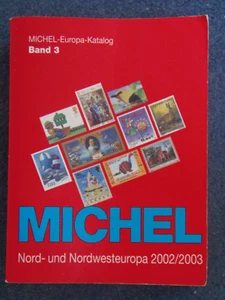 MICHEL-Europa-Katalog
Band 3
MICHEL
Nord- und Nordwesteuropa 2002/2003